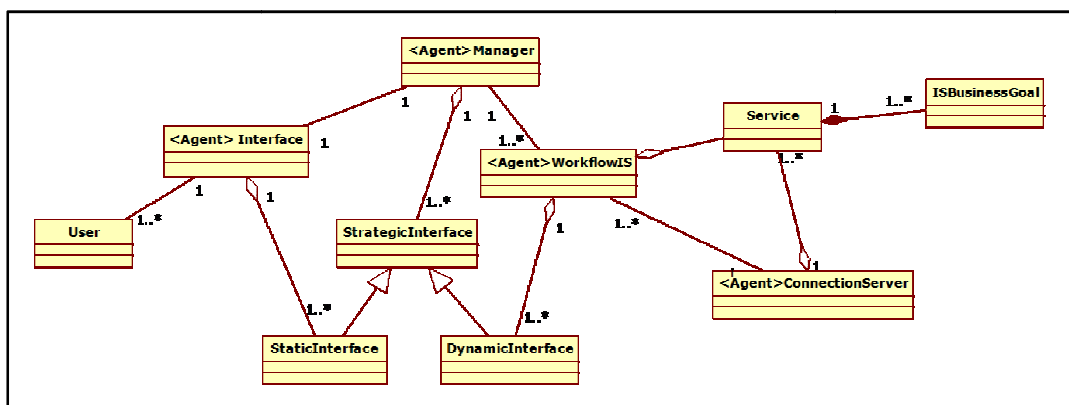 <Agent>Manager
1
1
1
1..*
ISBusinessGoal
1
1..*
Service
<Agent> Interface
1
1..*
<Agent>WorkflowIS
1
1
1..*
User
1..*
StrategicInterface
1
1..*
1
<Agent>ConnectionServer
1..*
1..*
StaticInterface
DynamicInterface